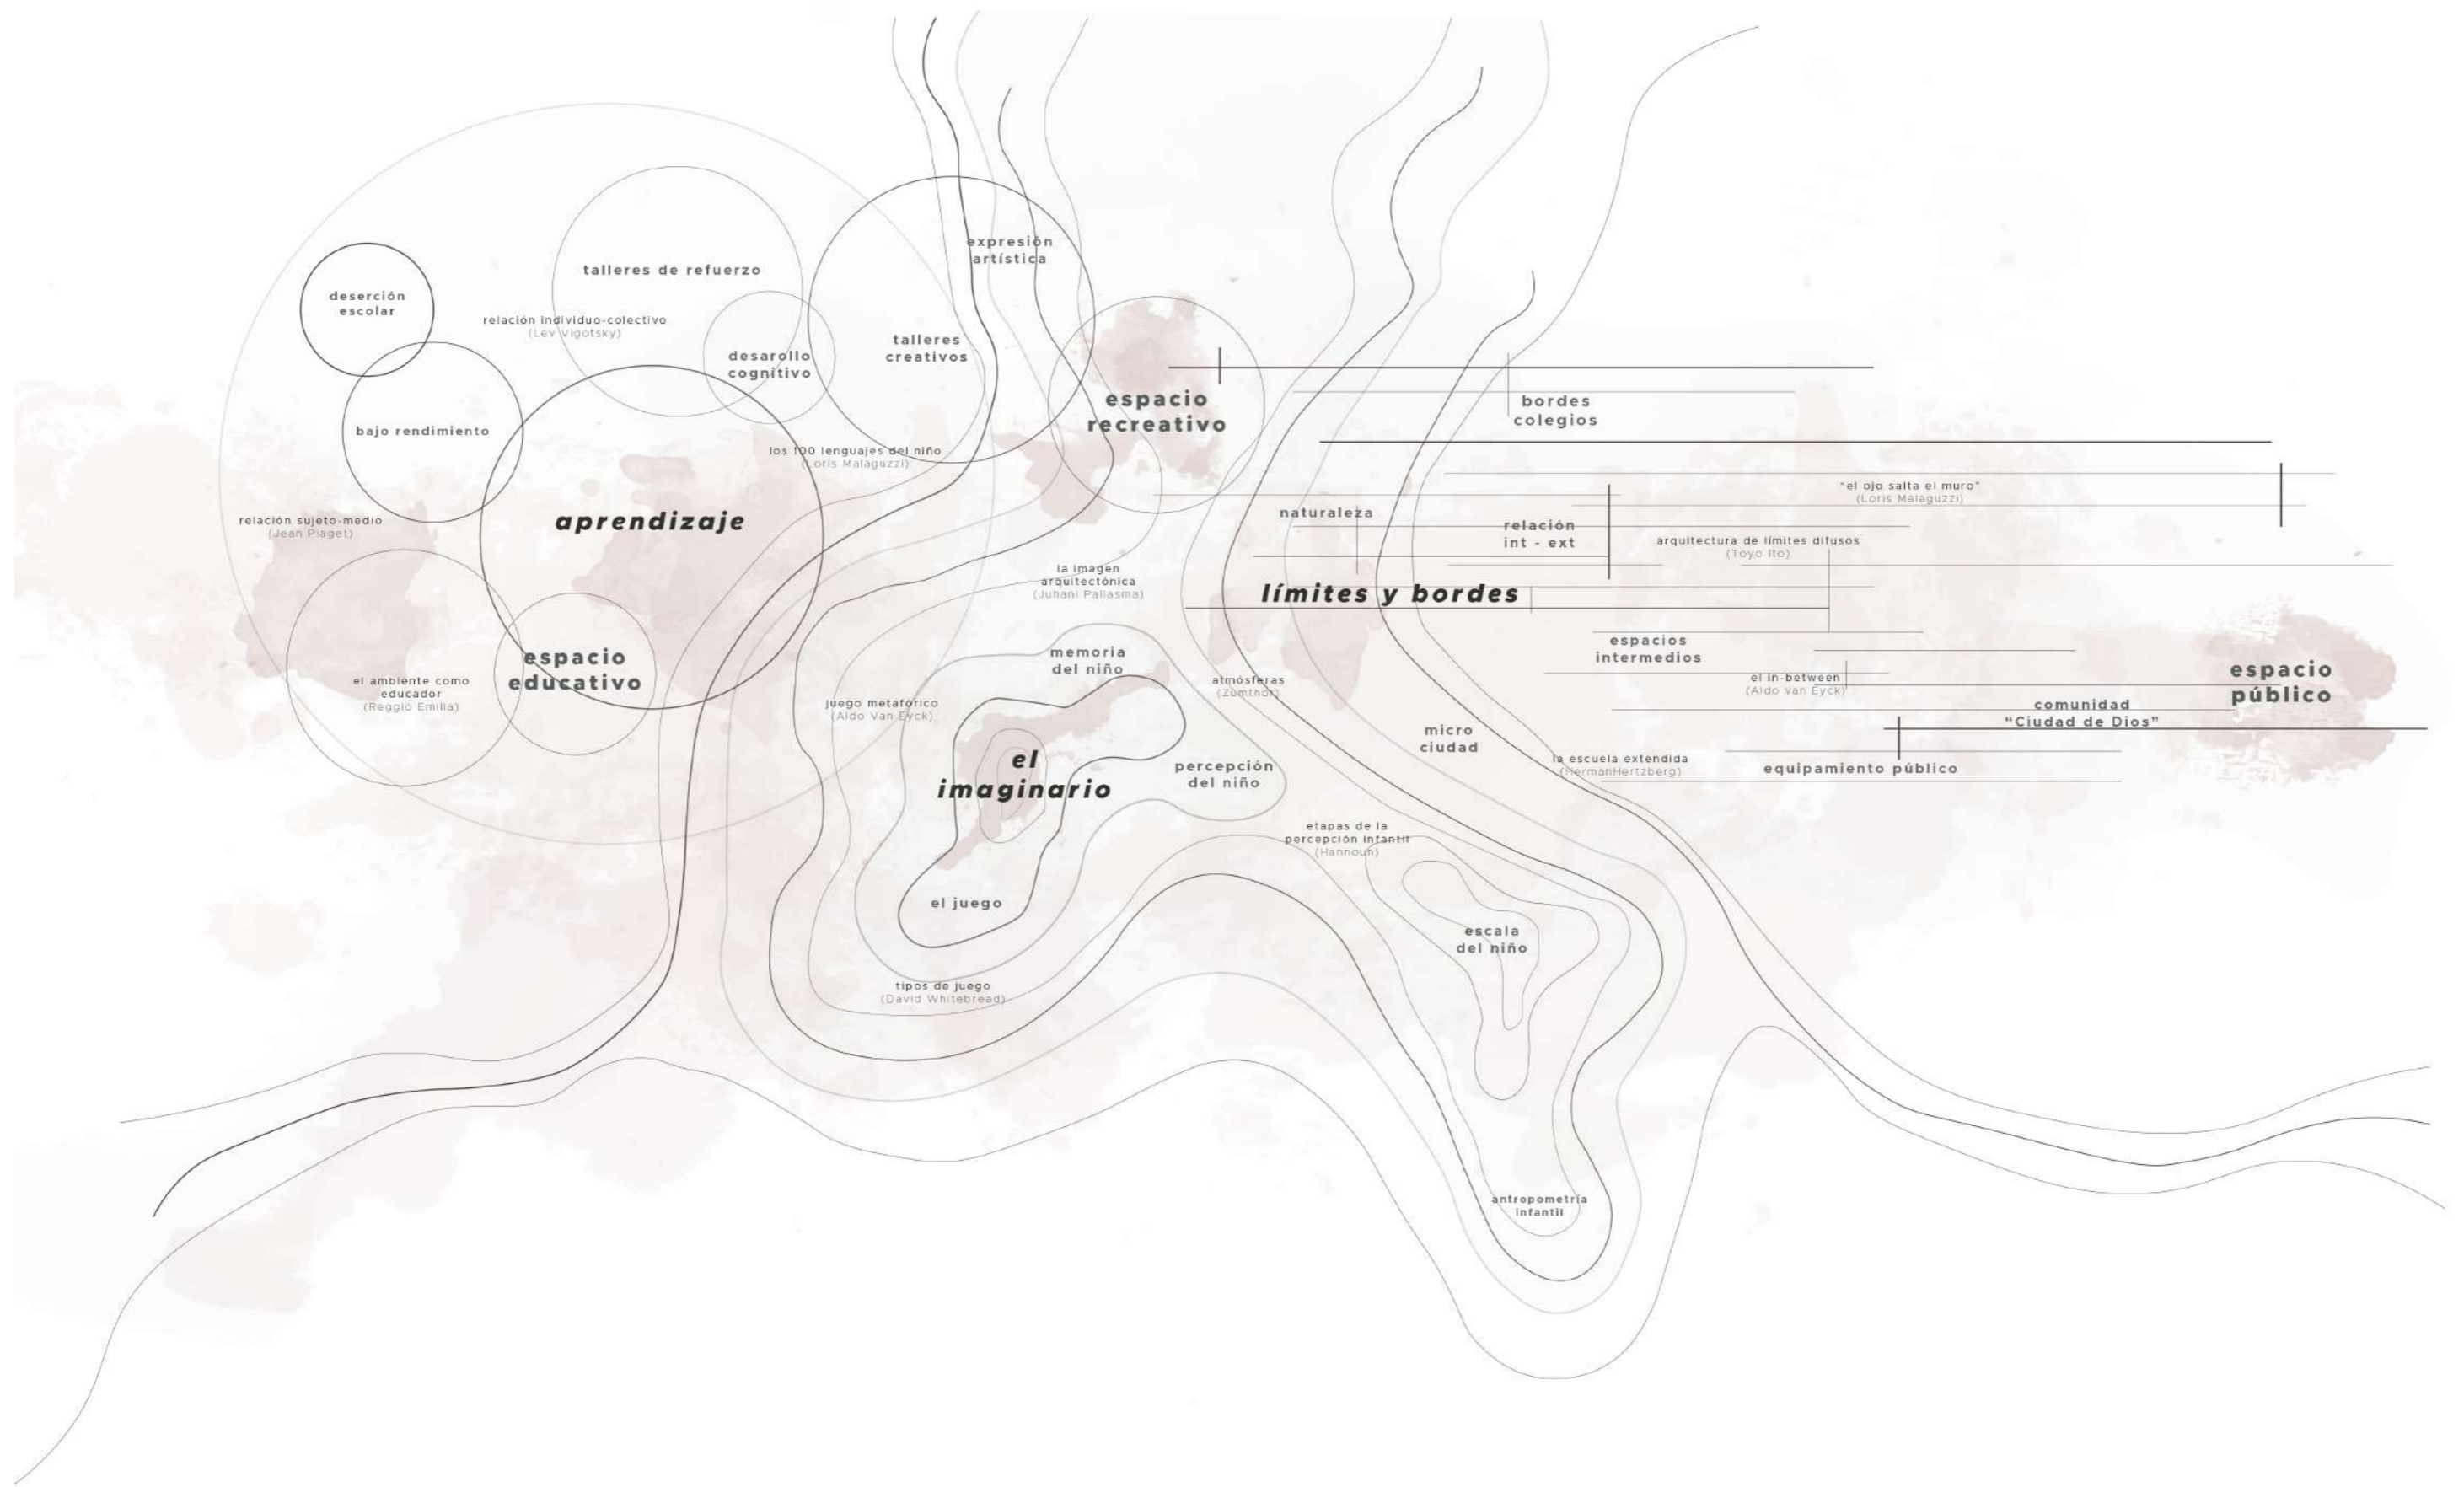 expresión
artística
talleres de refuerzo
deserción
escolar
relación individuo-colectivo
(Lev Vigotsky)
desarollo
cognitivo
talleres
creativos
bajo rendimiento
los 100 lenguajes del niño
(Loris Malaguzzi)
espacio
recreativo
bordes
colegios
relación sujeto-medio
(Jean Piaget)
aprendizaje
"el ojo salta el muro"
(Loris Malaguzzi)
naturaleza
relación
int - ext
arquitectura de límites difusos
(Toyo Ito)
la imagen
arquitectónica
(Juhani Pallasma)
límites y bordes
espacio
educativo
el ambiente como
educador
(Reggio Emilia)
memoria
del niño
atmósferas
(Zumthor)
espacios
intermedios
el in-between
(Aldo van Eyck)
espacio
público
comunidad
"Ciudad de Dios"
juego metafórico
(Aldo Van Eyck)
micro
ciudad
el
imaginario
percepción
del niño
la escuela extendida
(HermanHertzberg)
equipamiento público
etapas de la
percepción infantil
(Hannoun)
el juego
escala
del niño
tipos de juego
(David Whitebread)
antropometría
infantil